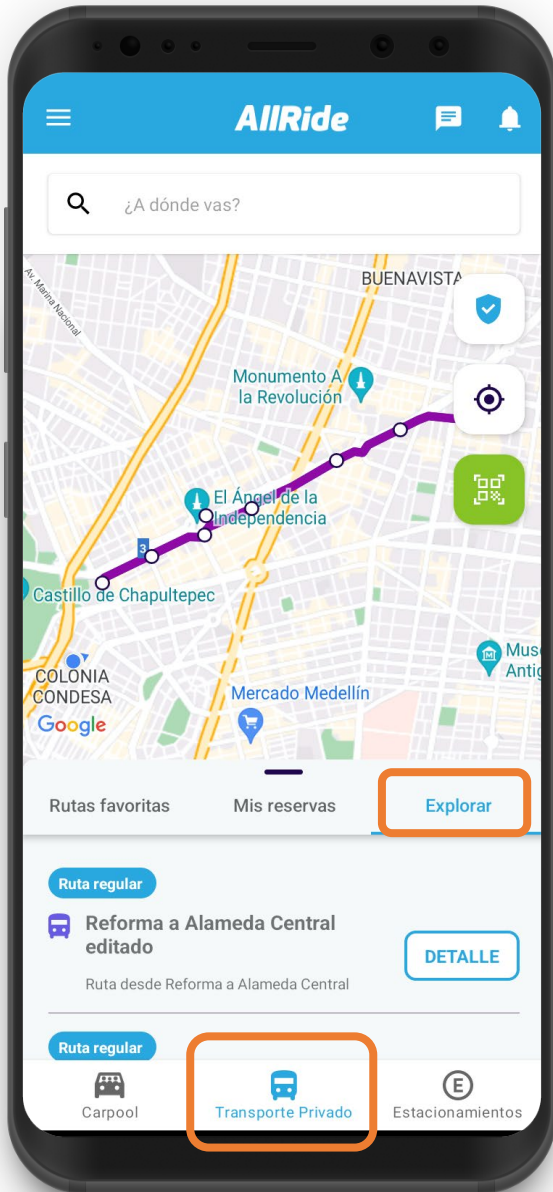 AllRide
¿A dónde vas?
Av. Marina Nacional
BUENAVISTA
Monumento A
la Revolución
El Ángel de la
Independencia
3
Castillo de Chapultepec
COLONIA
CONDESA
Mus
Antig
Mercado Medellín
Google
Rutas favoritas
Mis reservas
Explorar
Ruta regular
Reforma a Alameda Central
editado
DETALLE
Ruta desde Reforma a Alameda Central
Ruta regular
Carpool
Transporte Privado
E
Estacionamientos